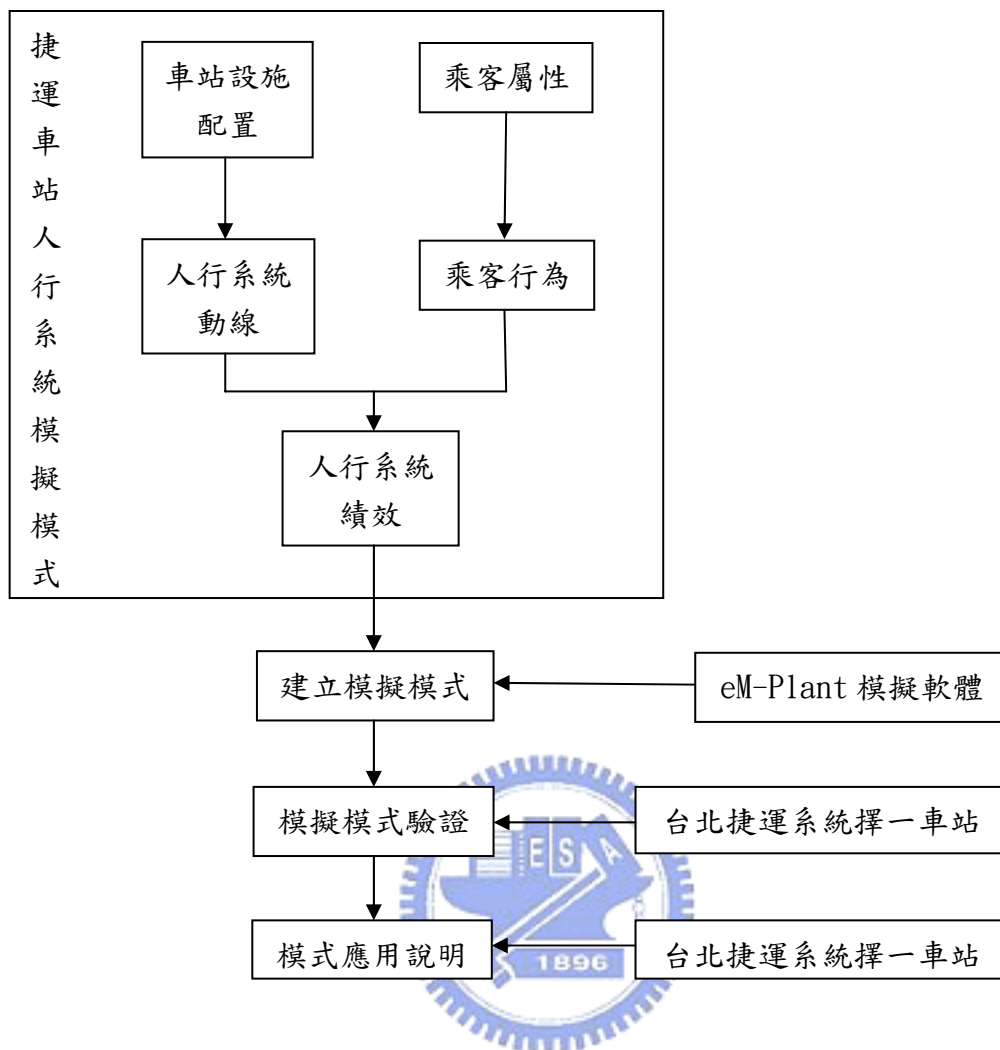 捷運車站人行系統模擬模式
車站設施
配置
乘客屬性
人行系統
動線
乘客行為
人行系統
績效
建立模擬模式
eM-Plant 模擬軟體
模擬模式驗證
台北捷運系統擇一車站
模式應用說明
台北捷運系統擇一車站
E S A
1896